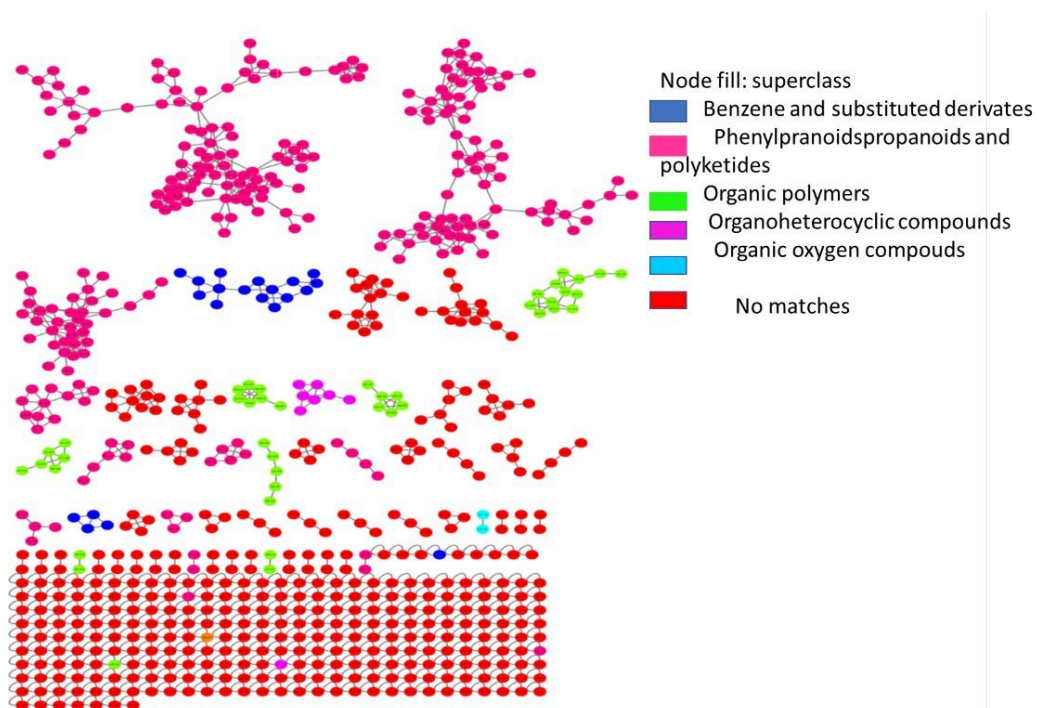 Node fill: superclass
Benzene and substituted derivates
Phenylpranoidspropanoids and
polyketides
Organic polymers
Organoheterocyclic compounds
Organic oxygen compouds
No matches